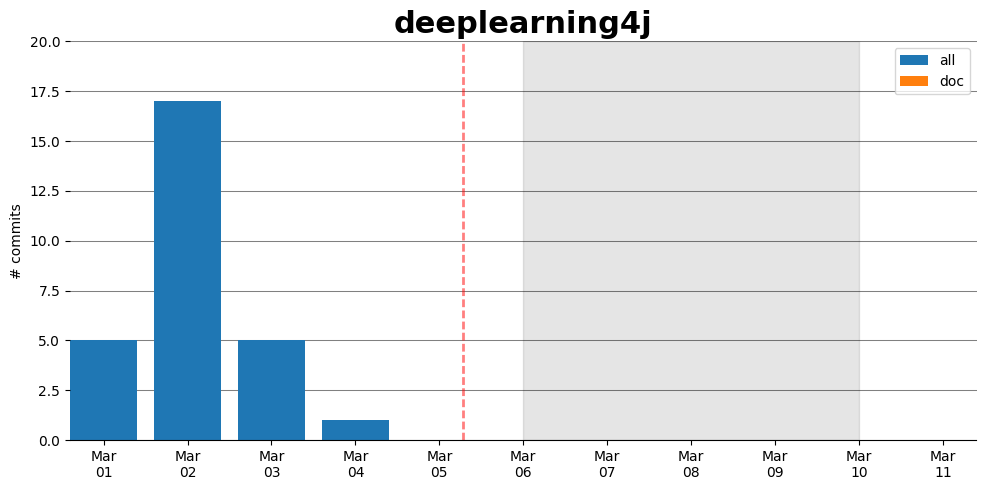 deeplearning4j
20.0
17.5
15.0
12.5
10.0
7.5
5.0
2.5
0.0
# commits
all
doc
Mar 01
Mar 02
Mar 03
Mar 04
Mar 05
Mar 06
Mar 07
Mar 08
Mar 09
Mar 10
Mar 11